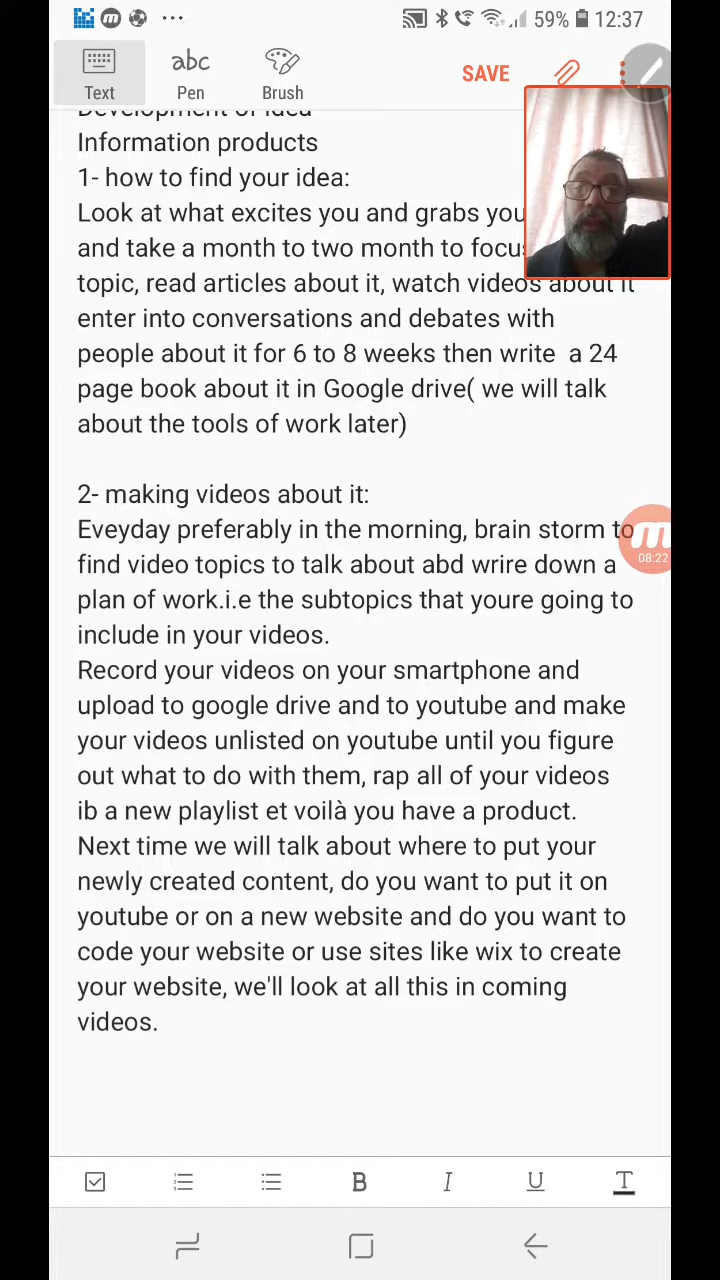 59% 12:37
Text
abc
Pen
Brush
SAVE
Development of idea
Information products
1- how to find your idea:
Look at what excites you and grabs you
and take a month to two month to focus
topic, read articles about it, watch videos about it
enter into conversations and debates with
people about it for 6 to 8 weeks then write a 24
page book about it in Google drive( we will talk
about the tools of work later)
2- making videos about it:
Eveyday preferably in the morning, brain storm to
find video topics to talk about abd wrire down a
plan of work.i.e the subtopics that youre going to
include in your videos.
Record your videos on your smartphone and
upload to google drive and to youtube and make
your videos unlisted on youtube until you figure
out what to do with them, rap all of your videos
ib a new playlist et voilà you have a product.
Next time we will talk about where to put your
newly created content, do you want to put it on
youtube or on a new website and do you want to
code your website or use sites like wix to create
your website, we'll look at all this in coming
videos.
m
08:22
B I U T